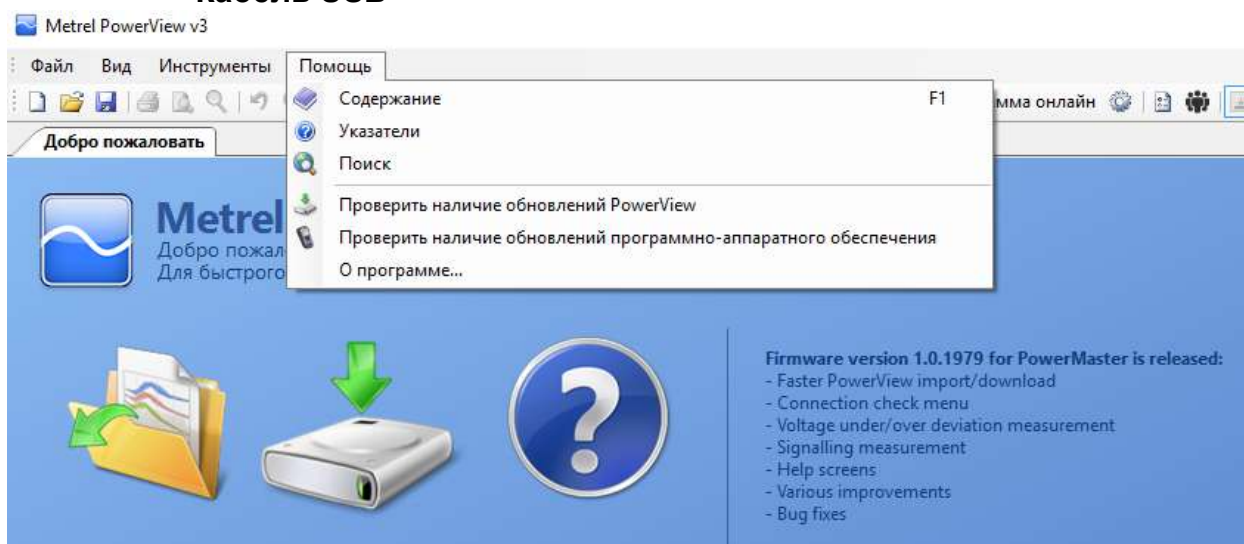 Кабель USB
Metrel PowerView v3
Файл Вид Инструменты Помощь
Содержание F1
мма онлайн
Указатели
Добро пожаловать
Поиск
Проверить наличие обновлений PowerView
Проверить наличие обновлений программно-аппаратного обеспечения
О программе...
Metrel
Добро пожал
Для быстрого
Firmware version 1.0.1979 for PowerMaster is released:
- Faster PowerView import/download
- Connection check menu
- Voltage under/over deviation measurement
- Signalling measurement
- Help screens
- Various improvements
- Bug fixes